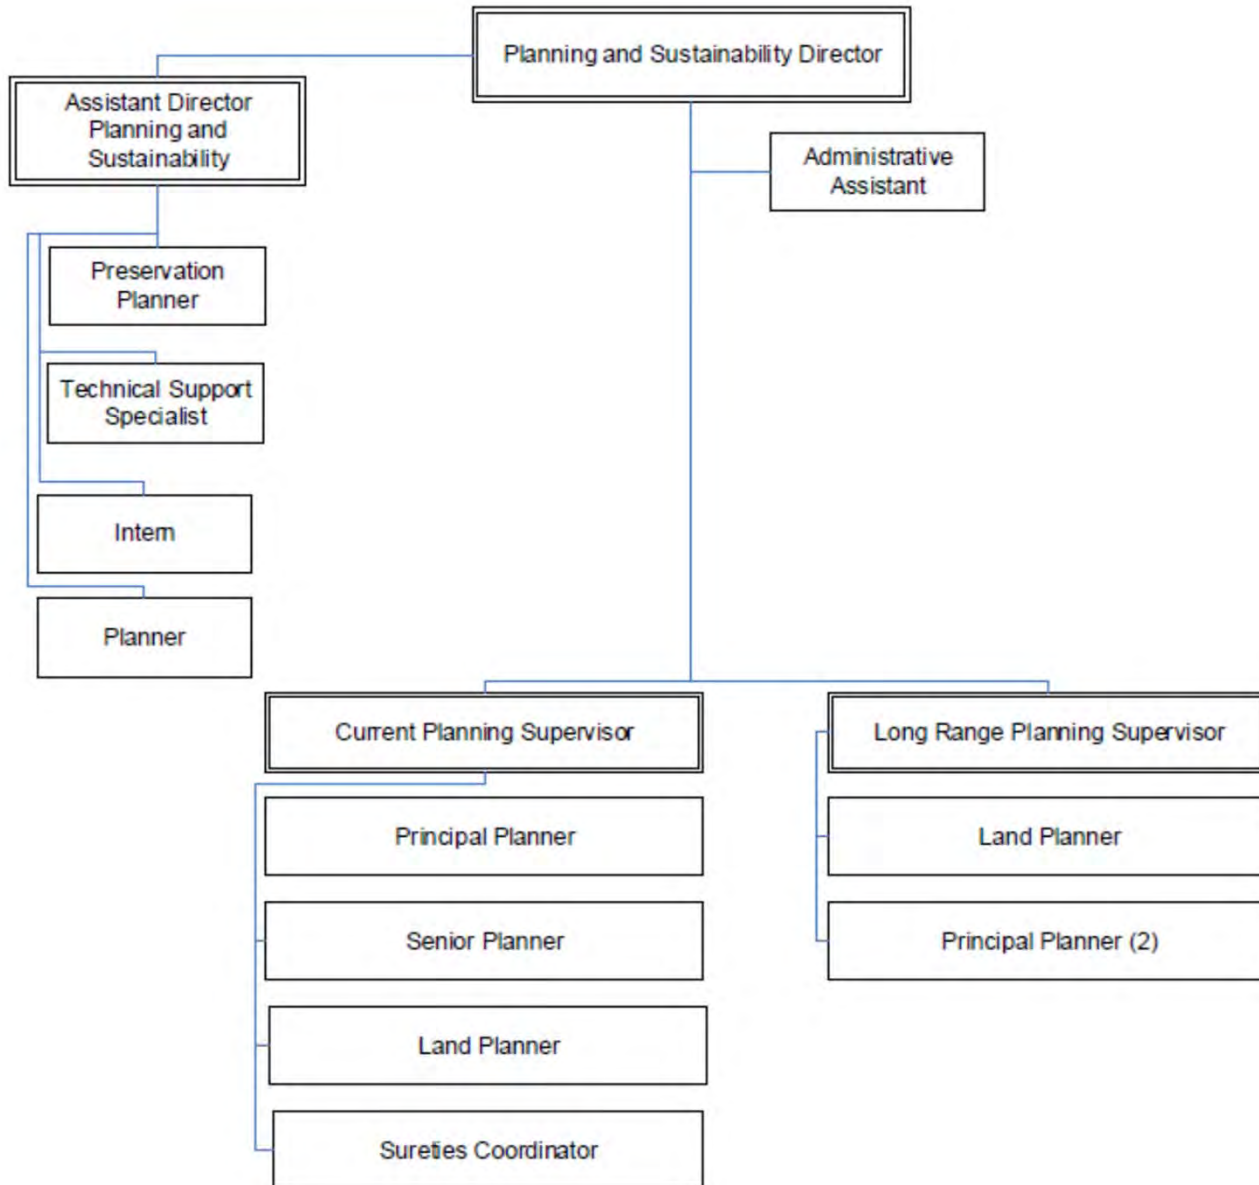 Planning and Sustainability Director
Assistant Director
Planning and
Sustainability
Administrative
Assistant
Preservation
Planner
Technical Support
Specialist
Intern
Planner
Current Planning Supervisor
Long Range Planning Supervisor
Principal Planner
Land Planner
Senior Planner
Principal Planner (2)
Land Planner
Sureties Coordinator